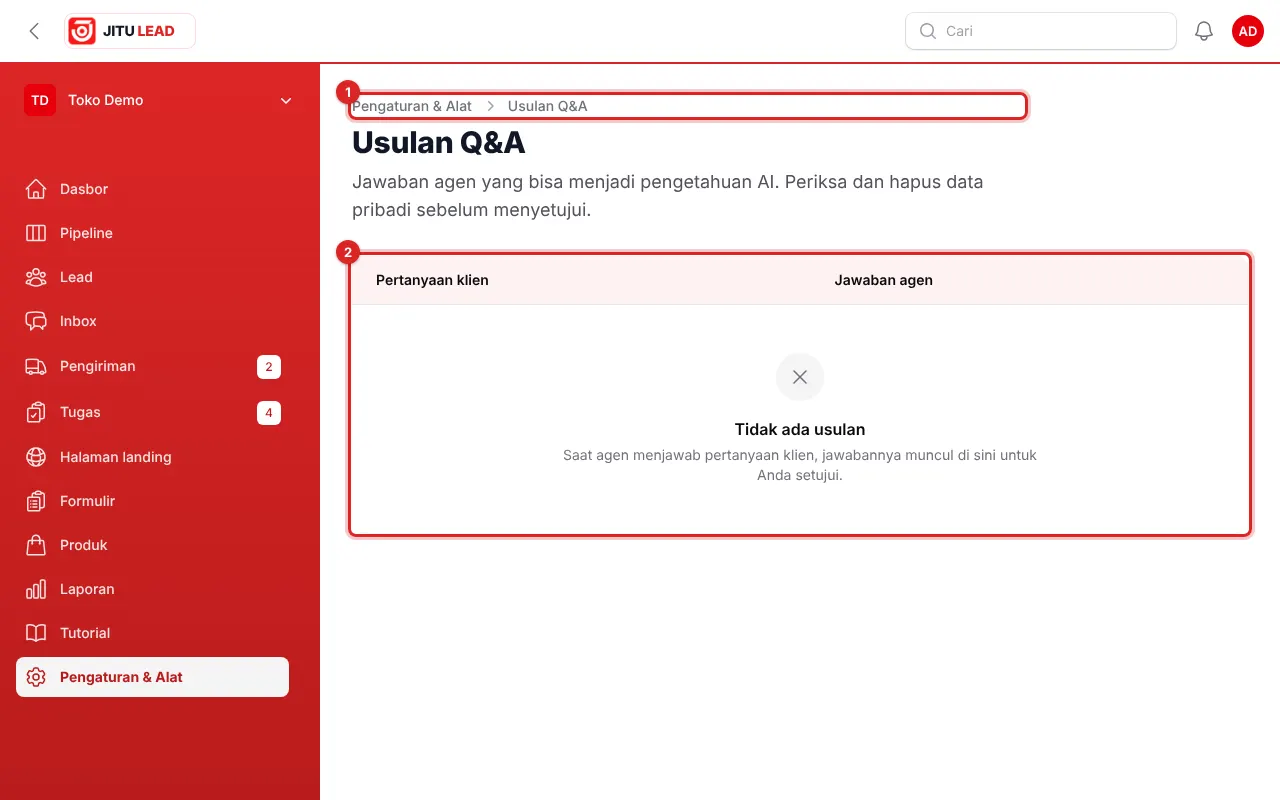 JITU LEAD
Cari
AD
TD
Toko Demo
Dasbor
Pipeline
Lead
Inbox
Pengiriman
2
Tugas
4
Halaman landing
Formulir
Produk
Laporan
Tutorial
Pengaturan & Alat
1
Pengaturan & Alat > Usulan Q&A
Usulan Q&A
Jawaban agen yang bisa menjadi pengetahuan AI. Periksa dan hapus data
pribadi sebelum menyetujui.
2
Pertanyaan klien
Jawaban agen
Tidak ada usulan
Saat agen menjawab pertanyaan klien, jawabannya muncul di sini untuk
Anda setujui.